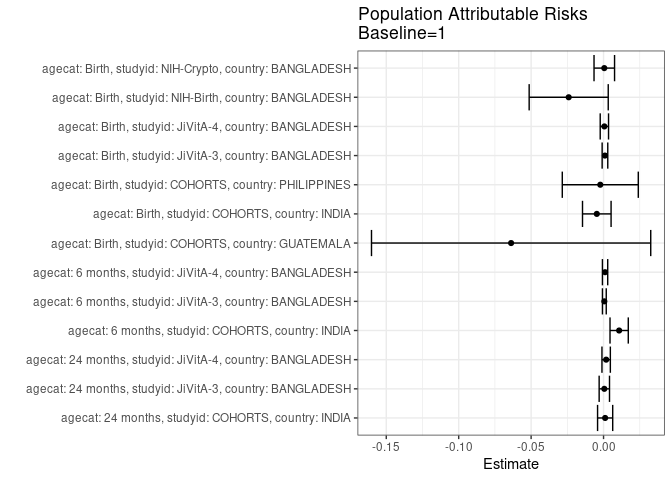 Population Attributable Risks
Baseline=1
agecat: Birth, studyid: NIH-Crypto, country: BANGLADESH
agecat: Birth, studyid: NIH-Birth, country: BANGLADESH
agecat: Birth, studyid: JiVitA-4, country: BANGLADESH
agecat: Birth, studyid: JiVitA-3, country: BANGLADESH
agecat: Birth, studyid: COHORTS, country: PHILIPPINES
agecat: Birth, studyid: COHORTS, country: INDIA
agecat: Birth, studyid: COHORTS, country: GUATEMALA
agecat: 6 months, studyid: JiVitA-4, country: BANGLADESH
agecat: 6 months, studyid: JiVitA-3, country: BANGLADESH
agecat: 6 months, studyid: COHORTS, country: INDIA
agecat: 24 months, studyid: JiVitA-4, country: BANGLADESH
agecat: 24 months, studyid: JiVitA-3, country: BANGLADESH
agecat: 24 months, studyid: COHORTS, country: INDIA
-0.15 -0.10 -0.05 0.00
Estimate